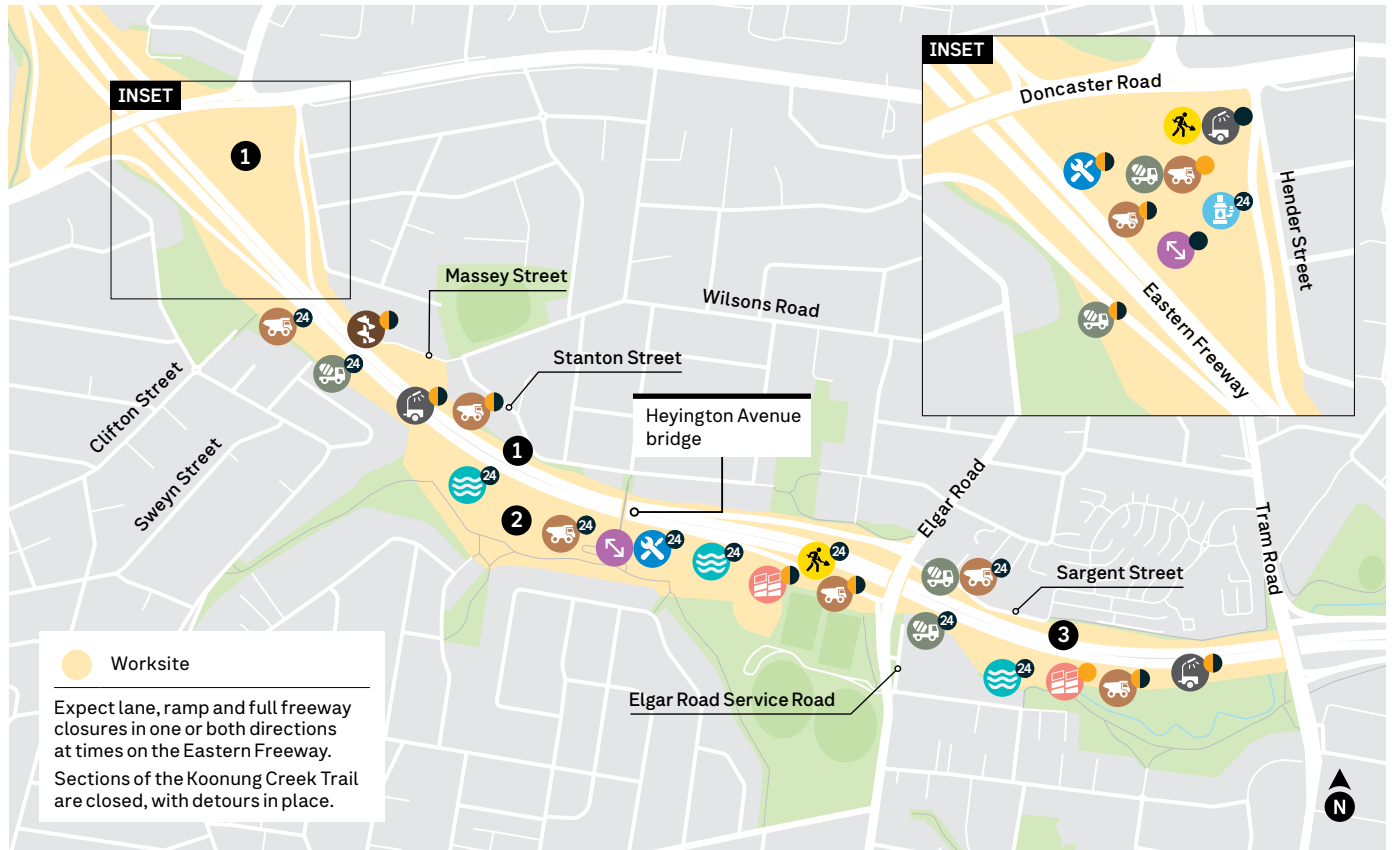 INSET
1
INSET
Doncaster Road
24
Hender Street
Eastern Freeway
Massey Street
Wilsons Road
24
24
Stanton Street
Clifton Street
Sweyn Street
Heyington Avenue
bridge
1
24
2
24
24
24
24
Elgar Road
Tram Road
24
Sargent Street
24
3
24
Elgar Road Service Road
Worksite
Expect lane, ramp and full freeway
closures in one or both directions
at times on the Eastern Freeway.
Sections of the Koonung Creek Trail
are closed, with detours in place.
N